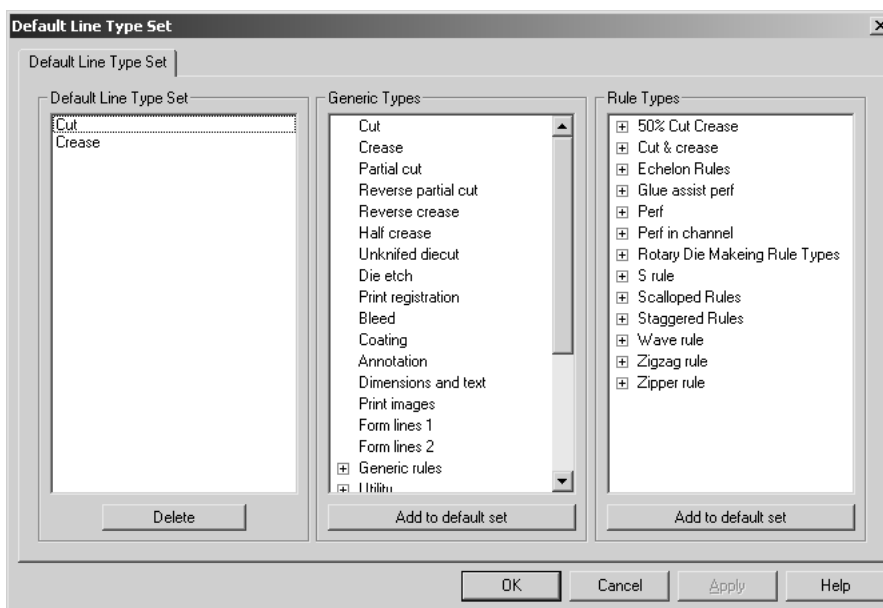 Default Line Type Set
Default Line Type Set
Default Line Type Set
Cut
Crease
Delete
Generic Types
Cut
Crease
Partial cut
Reverse partial cut
Reverse crease
Half crease
Unknifed diecut
Die etch
Print registration
Bleed
Coating
Annotation
Dimensions and text
Print images
Form lines 1
Form lines 2
Generic rules
Utility
Add to default set
Rule Types
50% Cut Crease
Cut & crease
Echelon Rules
Glue assist perf
Perf
Perf in channel
Rotary Die Makeing Rule Types
S rule
Scalloped Rules
Staggered Rules
Wave rule
Zigzag rule
Zipper rule
Add to default set
OK
Cancel
Apply
Help